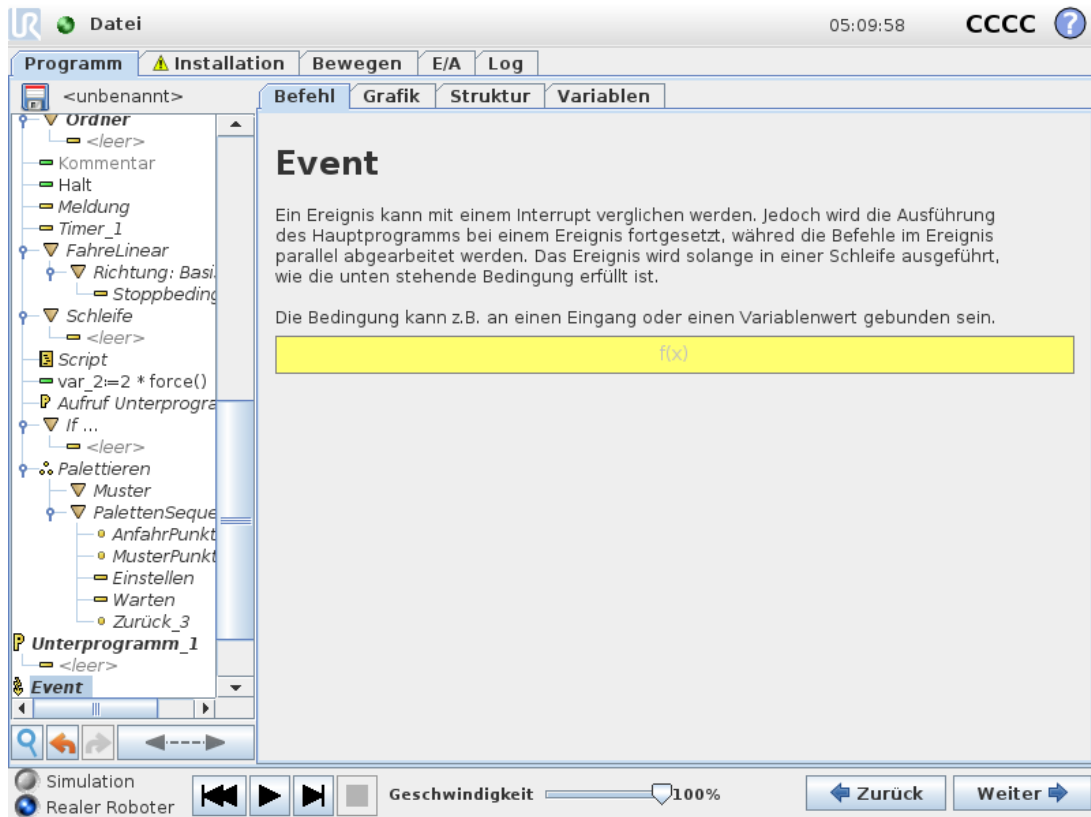 UR
Datei
05:09:58
CCCC
?
Programm
Installation
Bewegen
E/A
Log
<unbenannt>
Befehl
Grafik
Struktur
Variablen
Ordner
<leer>
Kommentar
Halt
Meldung
Timer_1
FahreLinear
Richtung: Basi
Stoppbeding
Schleife
<leer>
Script
var_2:=2 * force()
Aufruf Unterprogra
If ...
<leer>
Palettieren
Muster
PalettenSeque
AnfahrPunkt
MusterPunkt
Einstellen
Warten
Zurück_3
P Unterprogramm_1
<leer>
Event
Event
Ein Ereignis kann mit einem Interrupt verglichen werden. Jedoch wird die Ausführung
des Hauptprogramms bei einem Ereignis fortgesetzt, währed die Befehle im Ereignis
parallel abgearbeitet werden. Das Ereignis wird solange in einer Schleife ausgeführt,
wie die unten stehende Bedingung erfüllt ist.
Die Bedingung kann z.B. an einen Eingang oder einen Variablenwert gebunden sein.
f(x)
Simulation
Realer Roboter
Geschwindigkeit
100%
Zurück
Weiter